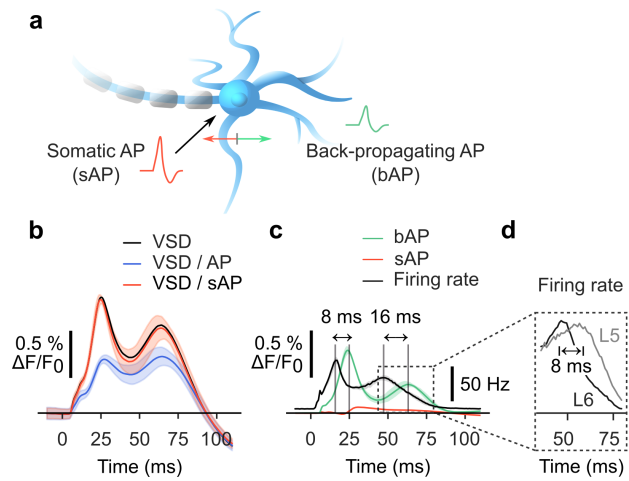 a
Somatic AP
(sAP)
Back-propagating AP
(bAP)
b
VSD
VSD / AP
VSD / sAP
0.5 %
ΔF/F0
0 25 50 75 100
Time (ms)
c
bAP
sAP
Firing rate
8 ms 16 ms
0.5 %
ΔF/F0
50 Hz
0 25 50 75 100
Time (ms)
d
Firing rate
L5
8 ms
L6
50 75
Time (ms)